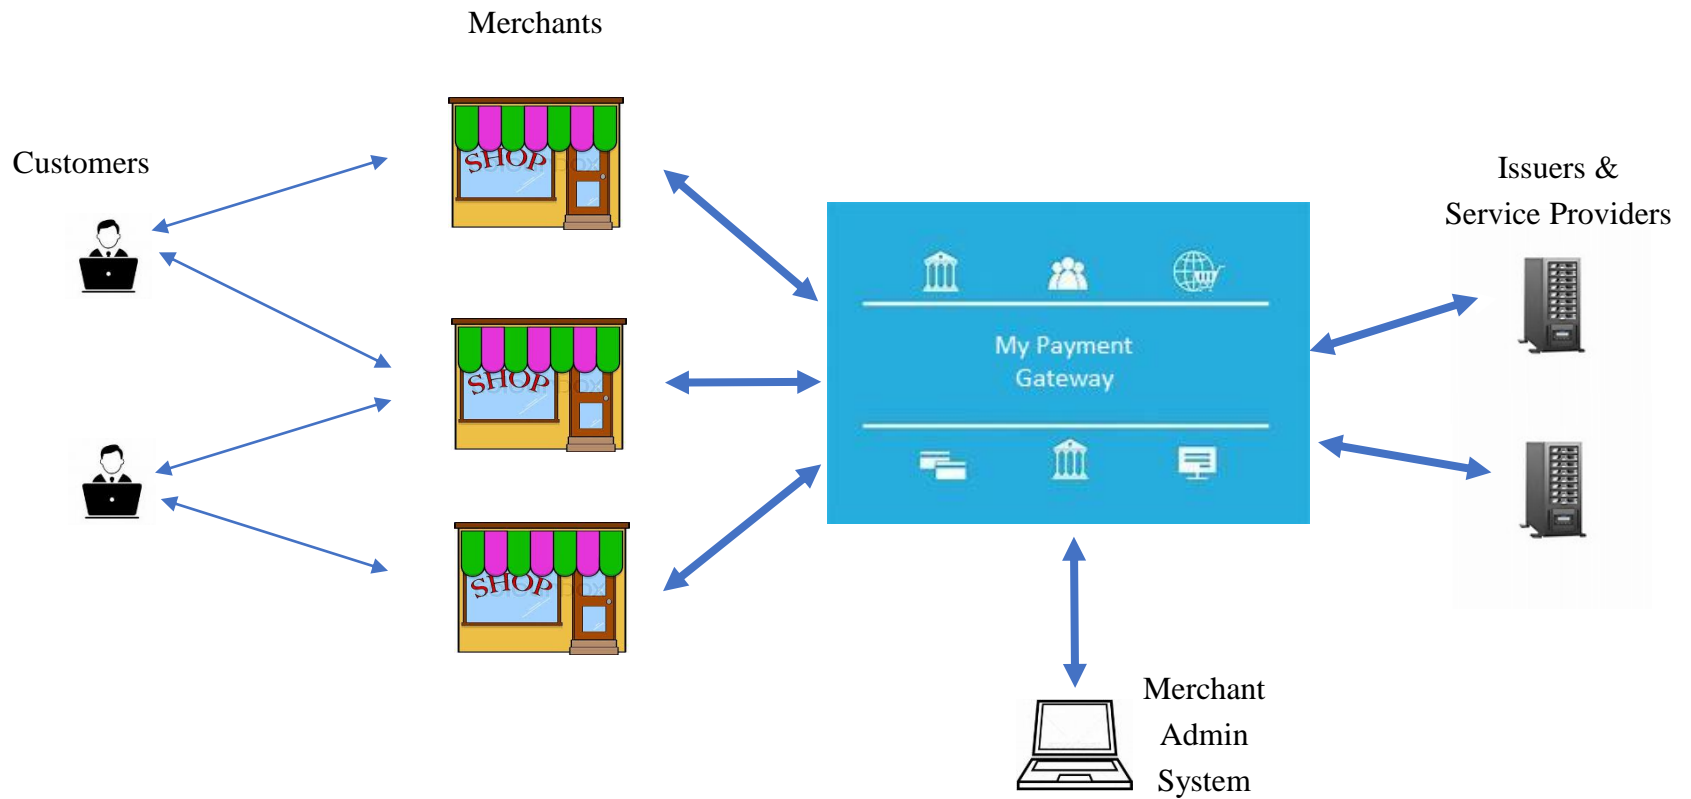 Merchants
Customers
SHOP
Issuers &
Service Providers
My Payment
Gateway
SHOP
SHOP
Merchant
Admin
System